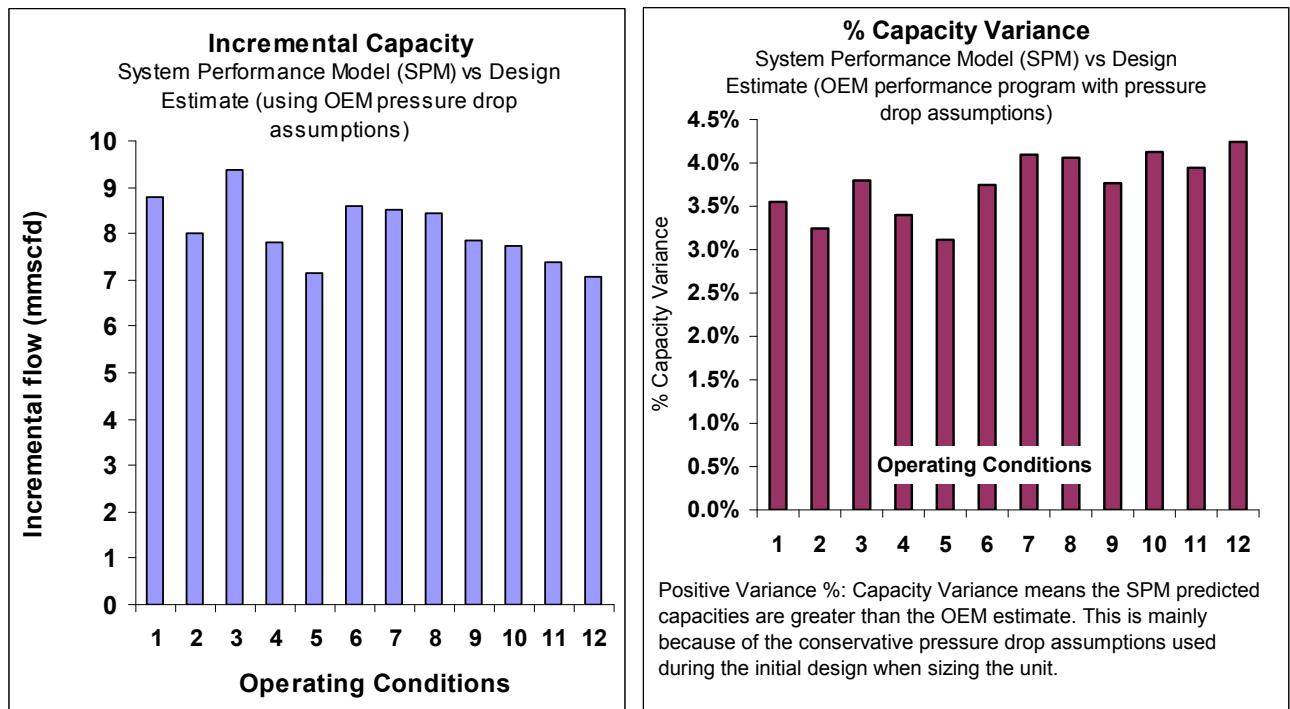 Incremental Capacity
System Performance Model (SPM) vs Design
Estimate (using OEM pressure drop
assumptions)
10
9
8
7
6
5
4
3
2
1
0
Incremental flow (mmscfd)
1 2 3 4 5 6 7 8 9 10 11 12
Operating Conditions
% Capacity Variance
System Performance Model (SPM) vs Design
Estimate (OEM performance program with pressure
drop assumptions)
4.5%
4.0%
3.5%
3.0%
2.5%
2.0%
1.5%
1.0%
0.5%
0.0%
% Capacity Variance
Operating Conditions
1 2 3 4 5 6 7 8 9 10 11 12
Positive Variance %: Capacity Variance means the SPM predicted
capacities are greater than the OEM estimate. This is mainly
because of the conservative pressure drop assumptions used
during the initial design when sizing the unit.